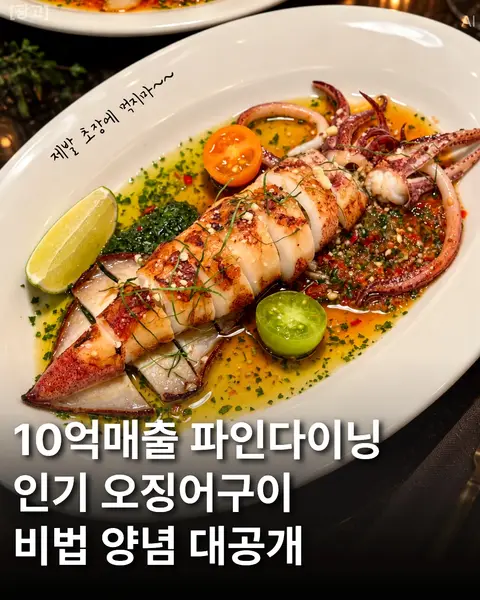 [광고]
AI
제발 초장에 먹지마~~
10억매출 파인다이닝
인기 오징어구이
비법 양념 대공개